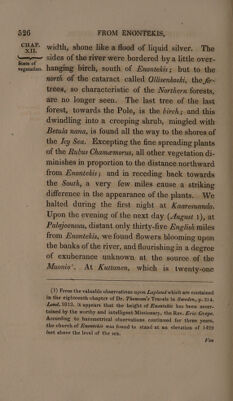 526
FROM ENONTEKIS,
CHAP.
XII.
State of
vegetation.
width, shone like a flood of liquid silver. The
sides of the river were bordered by a little over-
hanging birch, south of Enontekis; but to the
north of the cataract called Ollisenkoski, the fir-
trees, so characteristic of the Northern forests,
are no longer seen. The last tree of the last
forest, towards the Pole, is the birch; and this
dwindling into a creeping shrub, mingled with
Betula nana, is found all the way to the shores of
the Icy Sea. Excepting the fine spreading plants
of the Rubus Chamæmorus, all other vegetation di-
minishes in proportion to the distance northward
from Enontekis; and in receding back towards
the South, a very few miles cause a striking
difference in the appearance of the plants. We
halted during the first night at Kaarenando.
Upon the evening of the next day (August 1), at
Palojoensuu, distant only thirty-five English miles
from Enontekis, we found flowers blooming upon
the banks of the river, and flourishing in a degree
of exuberance unknown at the source of the
Muonio¹. At Kuttanen, which is twenty-one
(1) From the valuable observations upon Lapland which are contained
in the eighteenth chapter of Dr. Thomson's Travels in Sweden, p. 314.
Lond. 1813, it appears that the height of Enontekis has been ascer-
tained by the worthy and intelligent Missionary, the Rev. Eric Grape.
According to barometrical observations continued for three years,
the church of Enontekis was found to stand at an elevation of 1429
feet above the level of the sea.